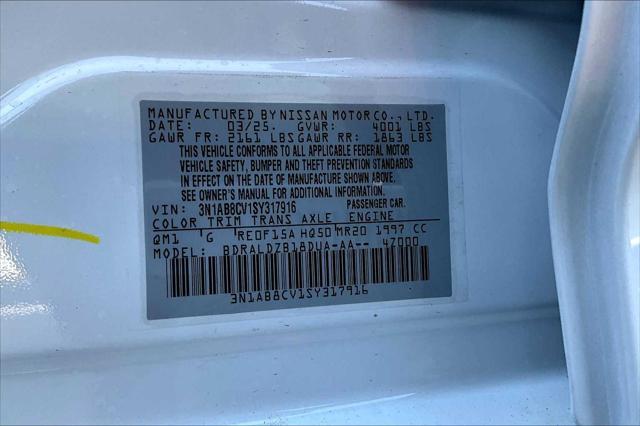 MANUFACTURED BY NISSAN MOTOR CO., LTD.
DATE: 03/25. GVWR: 4001 LBS
GAWR FR: 2161 LBS GAWR RR: 1863 LBS
THIS VEHICLE CONFORMS TO ALL APPLICABLE FEDERAL MOTOR
VEHICLE SAFETY, BUMPER AND THEFT PREVENTION STANDARDS
IN EFFECT ON THE DATE OF MANUFACTURE SHOWN ABOVE.
SEE OWNER'S MANUAL FOR ADDITIONAL INFORMATION.
VIN: 3N1AB8CV1SY317916 PASSENGER CAR.
COLOR TRIM TRANS AXLE ENGINE
QM1 G RE0F15A HQ50 MR20 1997 CC
MODEL: BDRALDZB18DUA-AA-- 47000
3N1AB8CV1SY317916